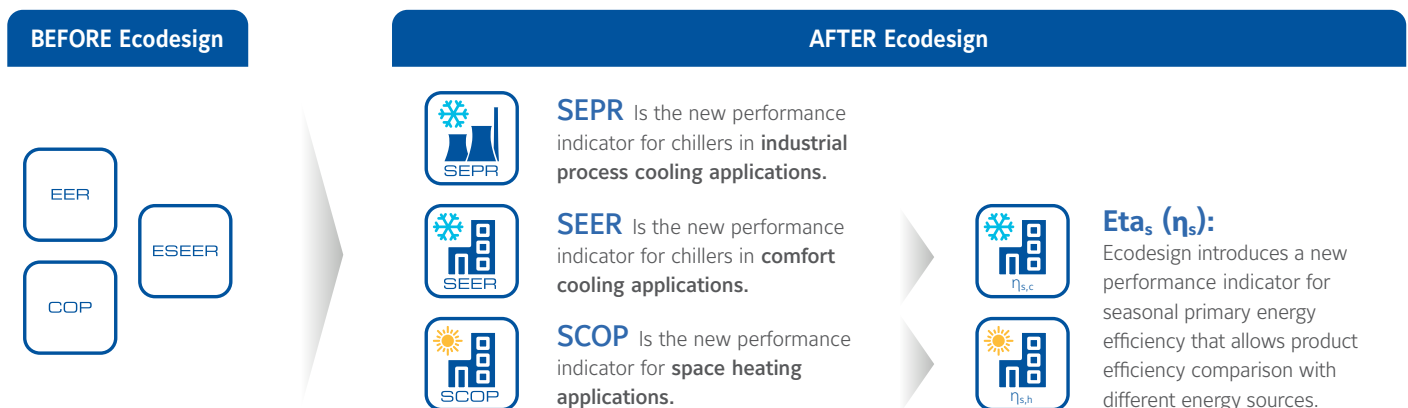 BEFORE Ecodesign
AFTER Ecodesign
EER
COP
ESEER
SEPR
SEPR Is the new performance
indicator for chillers in industrial
process cooling applications.
SEER
SEER Is the new performance
indicator for chillers in comfort
cooling applications.
SCOP
SCOP Is the new performance
indicator for space heating
applications.
ηs,c
ηs,h
Etas (ηs):
Ecodesign introduces a new
performance indicator for
seasonal primary energy
efficiency that allows product
efficiency comparison with
different energy sources.